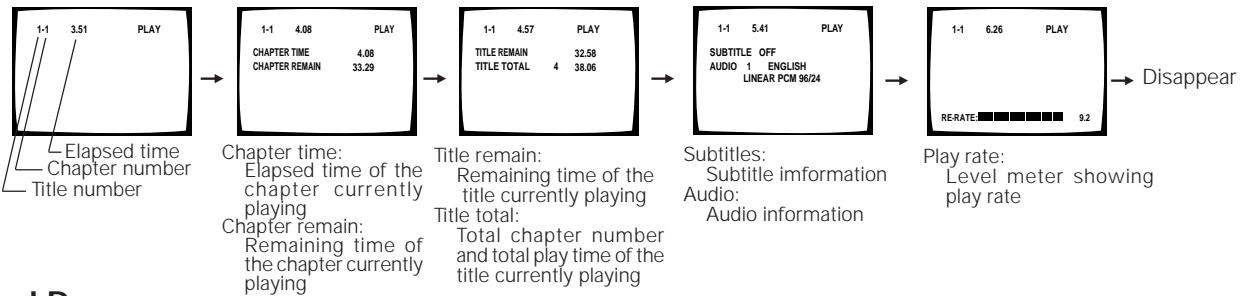 1-1 3.51 PLAY
Elapsed time
Chapter number
Title number
1-1 4.08 PLAY
CHAPTER TIME 4.08
CHAPTER REMAIN 33.29
Chapter time:
Elapsed time of the
chapter currently
playing
Chapter remain:
Remaining time of
the chapter currently
playing
1-1 4.57 PLAY
TITLE REMAIN 32.58
TITLE TOTAL 4 38.06
Title remain:
Remaining time of the
title currently playing
Title total:
Total chapter number
and total play time of the
title currently playing
1-1 5.41 PLAY
SUBTITLE OFF
AUDIO 1 ENGLISH
LINEAR PCM 96/24
Subtitles:
Subtitle imformation
Audio:
Audio information
1-1 6.26 PLAY
RE-RATE: 9.2
Play rate:
Level meter showing
play rate
Disappear